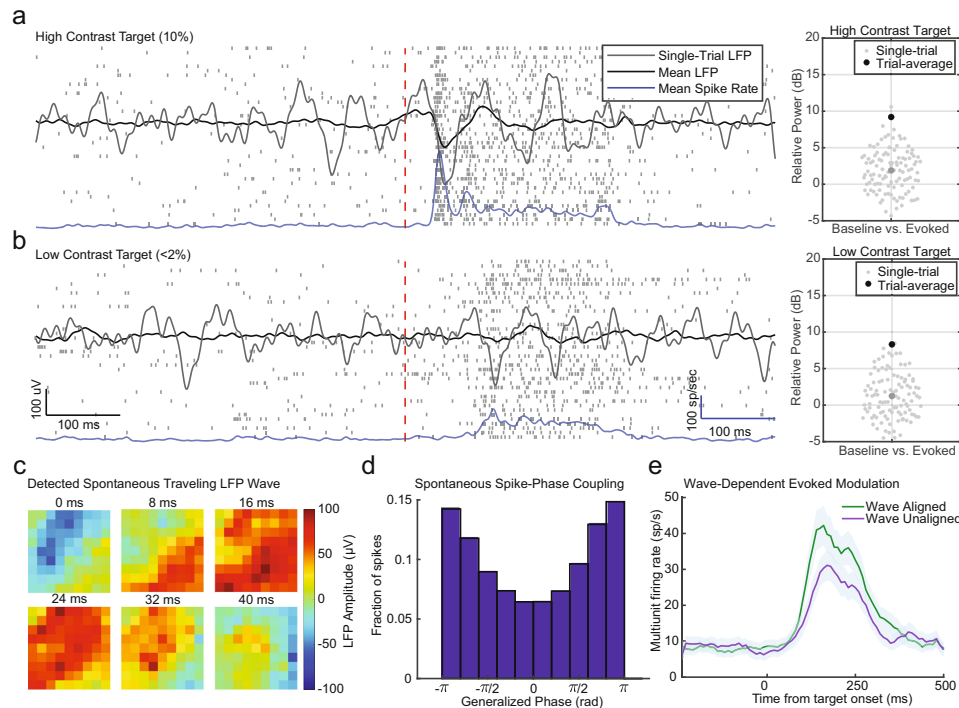 a
High Contrast Target (10%)
Single-Trial LFP
Mean LFP
Mean Spike Rate
High Contrast Target
Single-trial
Trial-average
Relative Power (dB)
20
15
10
5
0
-5
Baseline vs. Evoked
b
Low Contrast Target (<2%)
100 uV
100 ms
100 sp/sec
100 ms
Low Contrast Target
Single-trial
Trial-average
Relative Power (dB)
20
15
10
5
0
-5
Baseline vs. Evoked
c
Detected Spontaneous Traveling LFP Wave
0 ms
8 ms
16 ms
24 ms
32 ms
40 ms
100
50
0
-50
-100
LFP Amplitude (µV)
d
Spontaneous Spike-Phase Coupling
0.15
0.1
0.05
0
Fraction of spikes
-π
-π/2
0
π/2
π
Generalized Phase (rad)
e
Wave-Dependent Evoked Modulation
Wave Aligned
Wave Unaligned
Multiunit firing rate (sp/s)
50
40
30
20
10
0
0
250
500
Time from target onset (ms)